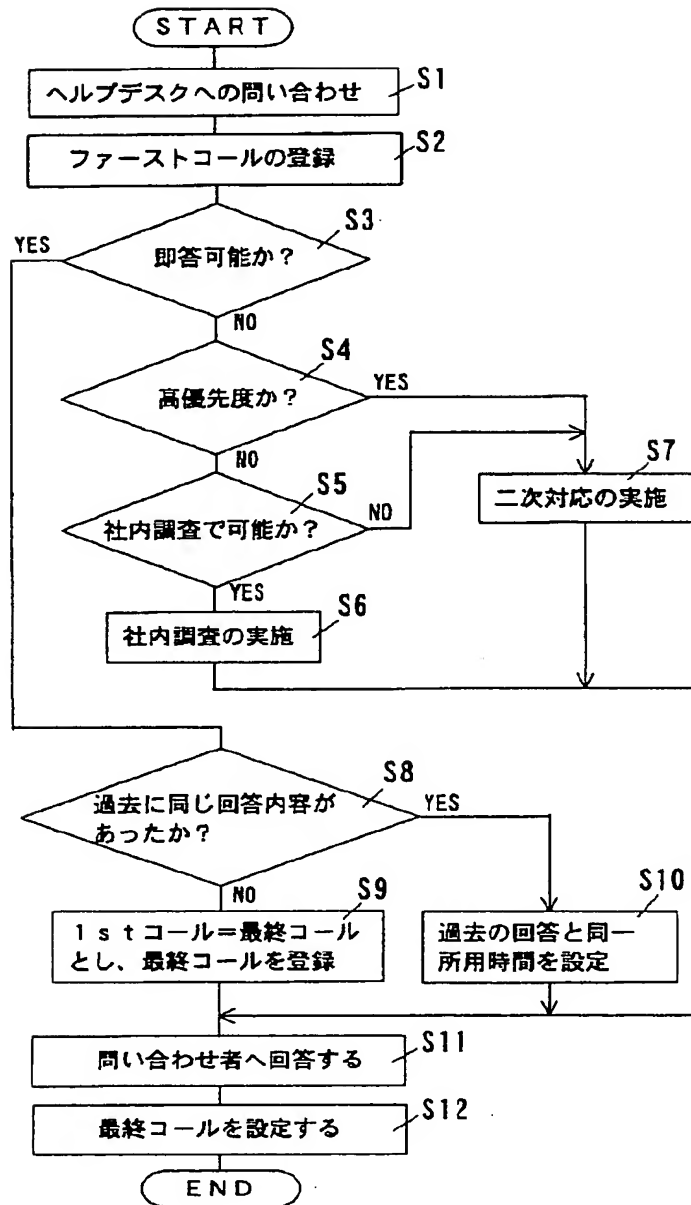 START
ヘルプデスクへの問い合わせ
S1
ファーストコールの登録
S2
即答可能か？
S3
YES
NO
高優先度か？
S4
YES
NO
社内調査で可能か？
S5
NO
YES
二次対応の実施
S7
社内調査の実施
S6
過去に同じ回答内容が
あったか？
S8
YES
NO
１ｓｔコール＝最終コール
とし、最終コールを登録
S9
過去の回答と同一
所用時間を設定
S10
問い合わせ者へ回答する
S11
最終コールを設定する
S12
END